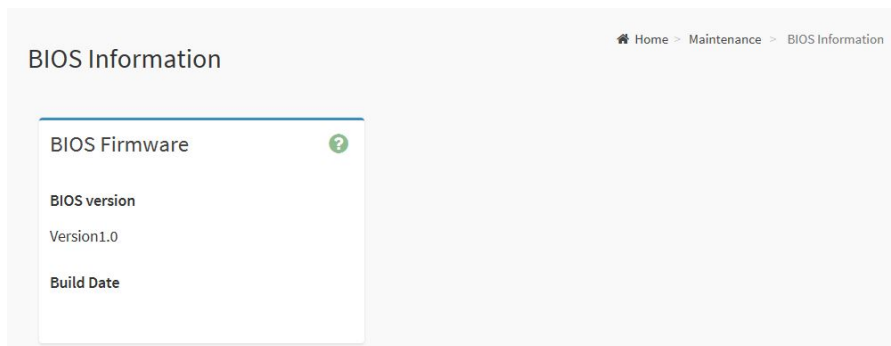 Home > Maintenance > BIOS Information
BIOS Information
BIOS Firmware
BIOS version
Version1.0
Build Date